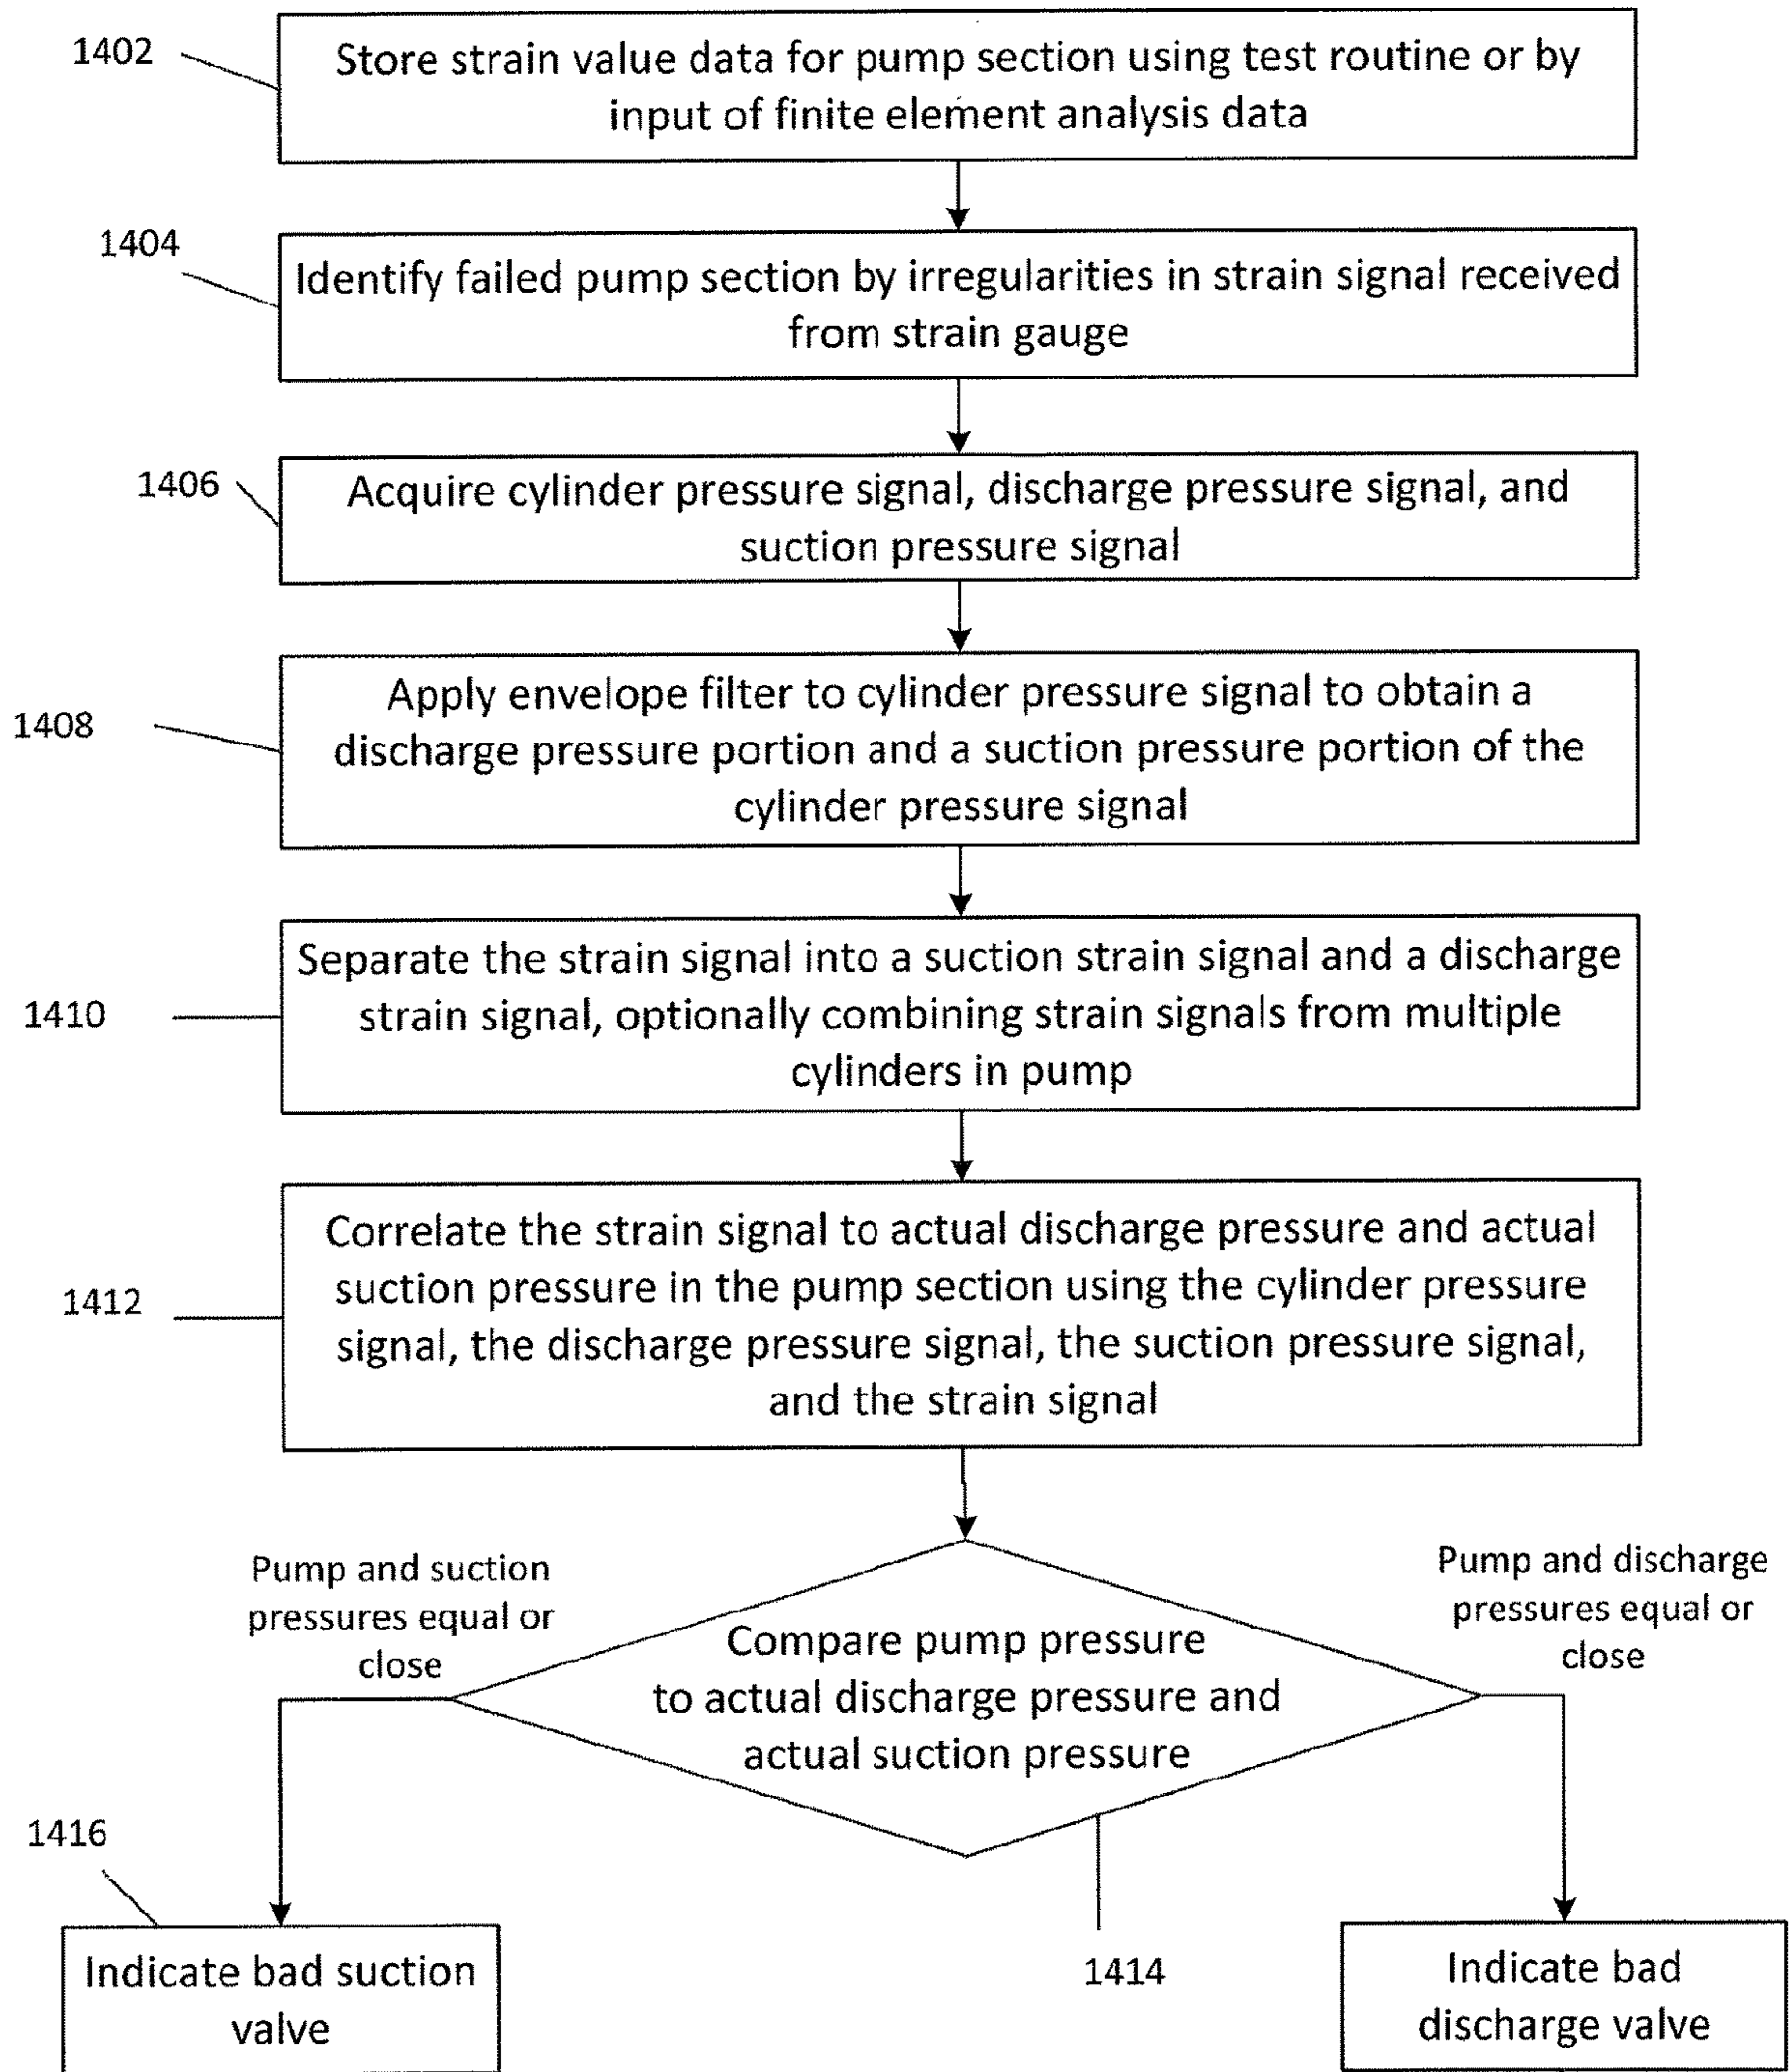 1402
Store strain value data for pump section using test routine or by
input of finite element analysis data
1404
Identify failed pump section by irregularities in strain signal received
from strain gauge
1406
Acquire cylinder pressure signal, discharge pressure signal, and
suction pressure signal
1408
Apply envelope filter to cylinder pressure signal to obtain a
discharge pressure portion and a suction pressure portion of the
cylinder pressure signal
1410
Separate the strain signal into a suction strain signal and a discharge
strain signal, optionally combining strain signals from multiple
cylinders in pump
1412
Correlate the strain signal to actual discharge pressure and actual
suction pressure in the pump section using the cylinder pressure
signal, the discharge pressure signal, the suction pressure signal,
and the strain signal
Pump and suction
pressures equal or
close
Compare pump pressure
to actual discharge pressure and
actual suction pressure
Pump and discharge
pressures equal or
close
1416
Indicate bad suction
valve
1414
Indicate bad
discharge valve